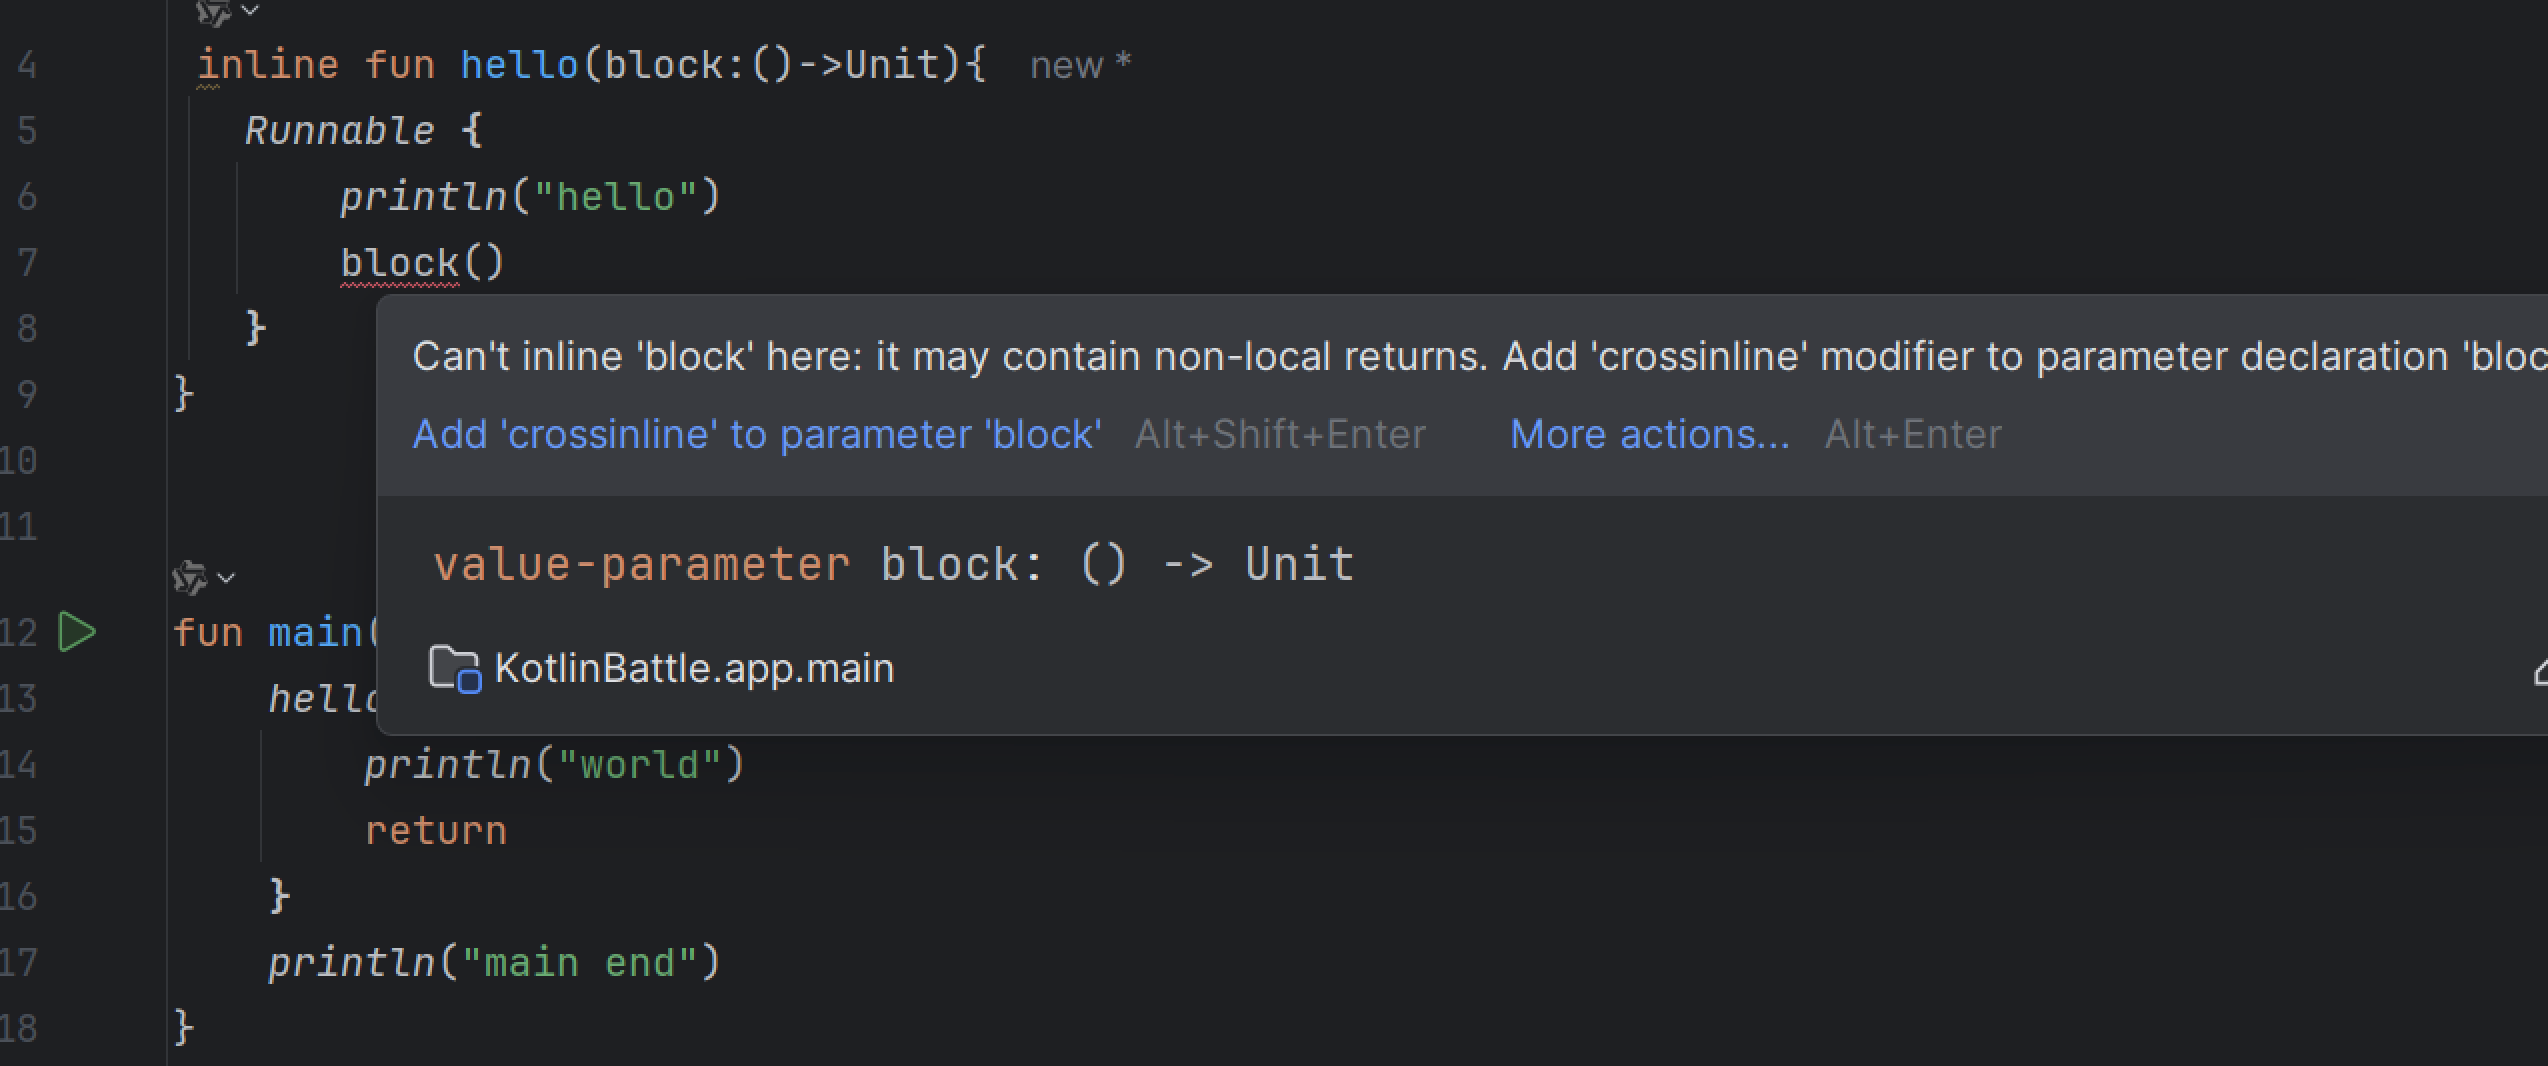 4 inline fun hello(block:()->Unit){ new *
5 Runnable {
6 println("hello")
7 block()
8 }
9 }
10
11
Can't inline 'block' here: it may contain non-local returns. Add 'crossinline' modifier to parameter declaration 'bloc
Add 'crossinline' to parameter 'block' Alt+Shift+Enter More actions... Alt+Enter
value-parameter block: () -> Unit
KotlinBattle.app.main
12 fun main(
13 hello
14 println("world")
15 return
16 }
17 println("main end")
18 }